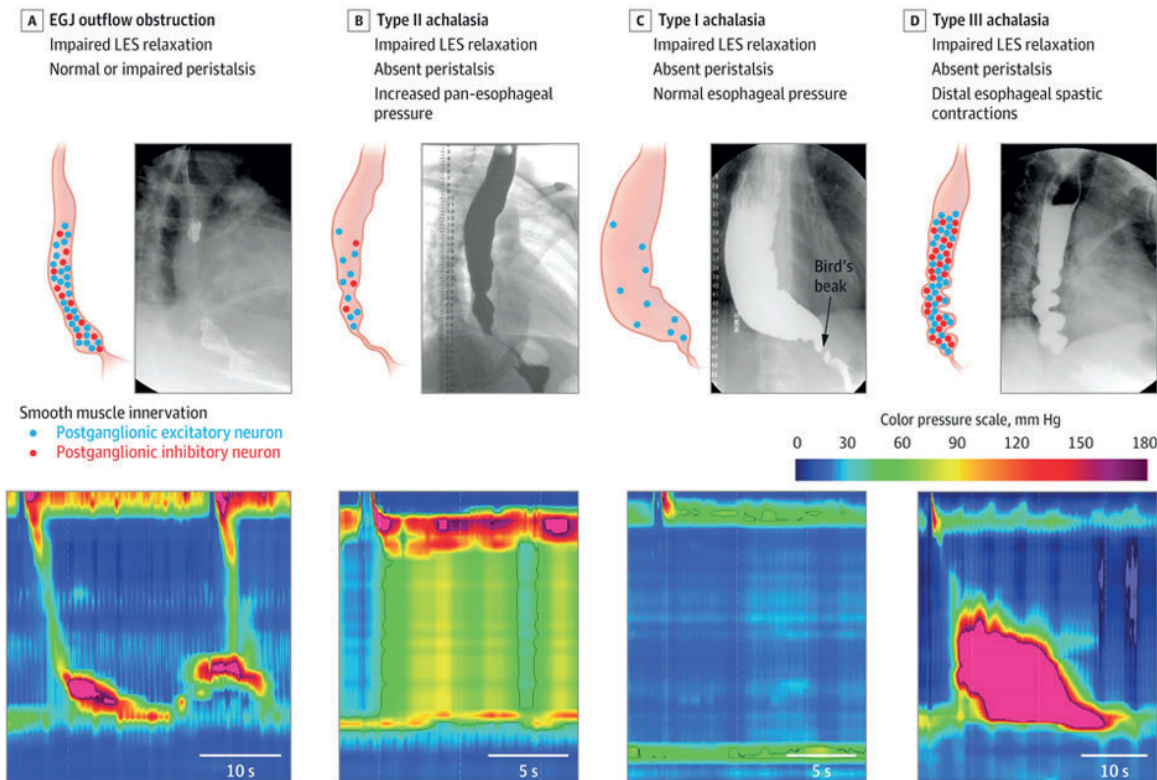 A EGJ outflow obstruction
Impaired LES relaxation
Normal or impaired peristalsis
B Type II achalasia
Impaired LES relaxation
Absent peristalsis
Increased pan-esophageal
pressure
C Type I achalasia
Impaired LES relaxation
Absent peristalsis
Normal esophageal pressure
D Type III achalasia
Impaired LES relaxation
Absent peristalsis
Distal esophageal spastic
contractions
Bird's
beak
Smooth muscle innervation
Postganglionic excitatory neuron
Postganglionic inhibitory neuron
Color pressure scale, mm Hg
0 30 60 90 120 150 180
10 s
5 s
5 s
10 s